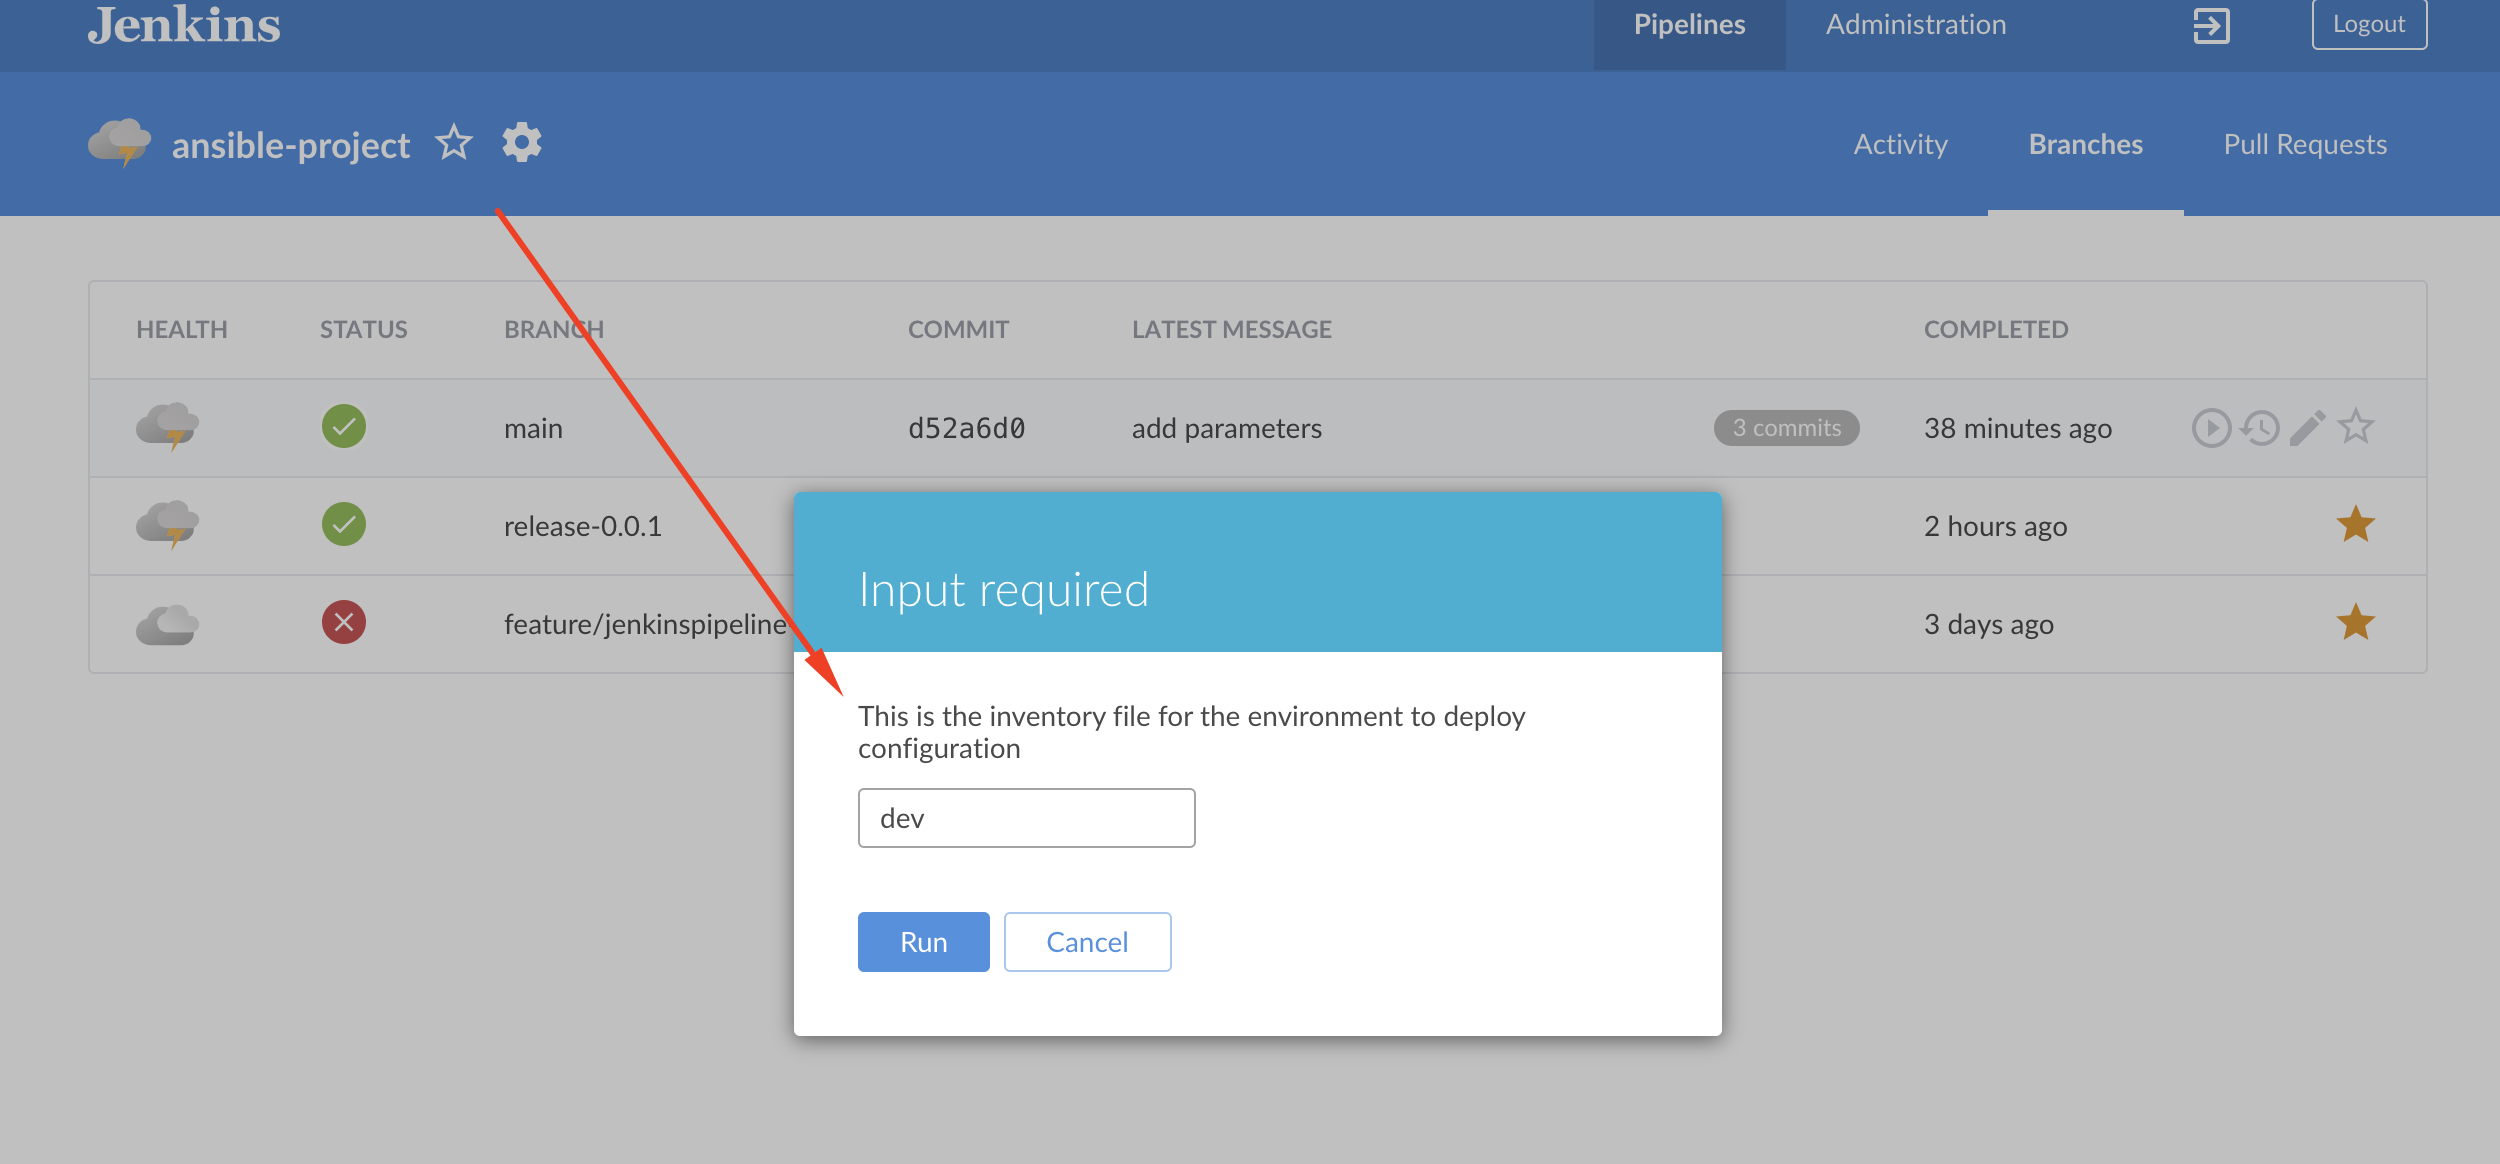 Jenkins
Pipelines
Administration
Logout
ansible-project
Activity
Branches
Pull Requests
HEALTH STATUS BRANCH COMMIT LATEST MESSAGE COMPLETED
main d52a6d0 add parameters 3 commits 38 minutes ago
release-0.0.1 2 hours ago
feature/jenkinspipeline- 3 days ago
Input required
This is the inventory file for the environment to deploy
configuration
dev
Run
Cancel